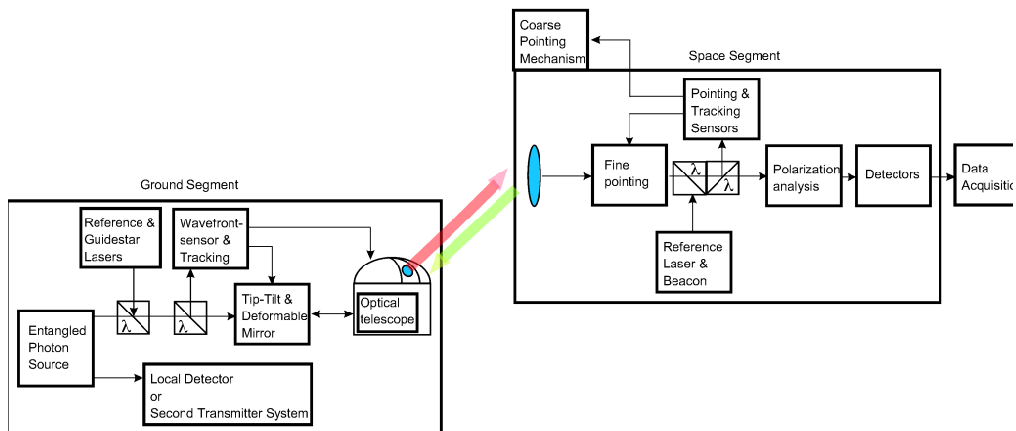 Coarse
Pointing
Mechanism
Space Segment
Pointing &
Tracking
Sensors
Fine
pointing
λ
λ
Polarization
analysis
Detectors
Data
Acquisitio
Reference
Laser &
Beacon
Ground Segment
Reference &
Guidestar
Lasers
Wavefront-
sensor &
Tracking
λ
λ
Tip-Tilt &
Deformable
Mirror
Optical
telescope
Entangled
Photon
Source
Local Detector
or
Second Transmitter System